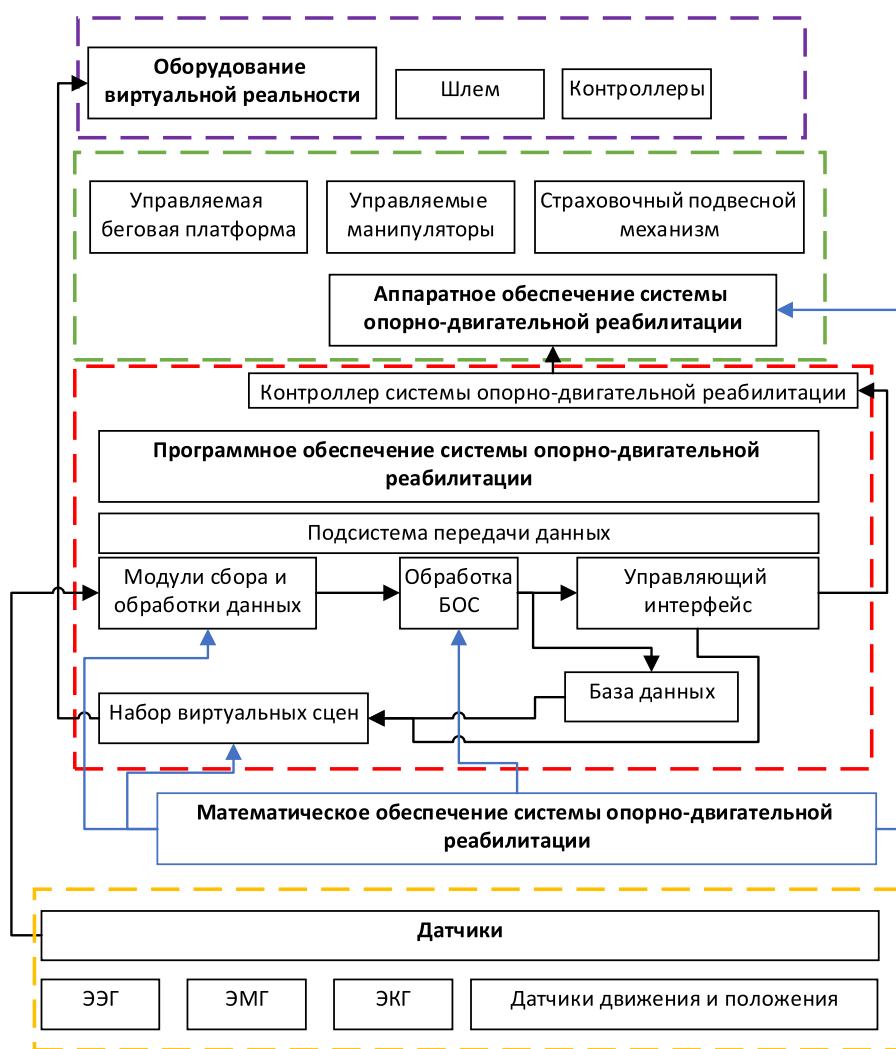 Оборудование
виртуальной реальности
Шлем
Контроллеры
Управляемая
беговая платформа
Управляемые
манипуляторы
Страховочный подвесной
механизм
Аппаратное обеспечение системы
опорно-двигательной реабилитации
Контроллер системы опорно-двигательной реабилитации
Программное обеспечение системы опорно-двигательной
реабилитации
Подсистема передачи данных
Модули сбора и
обработки данных
Обработка
БОС
Управляющий
интерфейс
База данных
Набор виртуальных сцен
Математическое обеспечение системы опорно-двигательной
реабилитации
Датчики
ЭЭГ
ЭМГ
ЭКГ
Датчики движения и положения